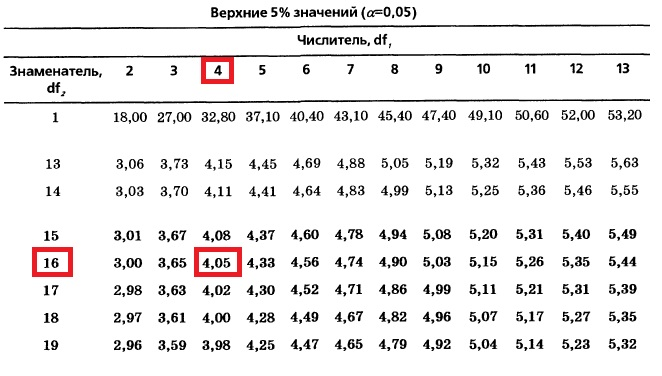 Верхние 5% значений (α=0,05)
Числитель, df₁
Знаменатель, df₂ 2 3 4 5 6 7 8 9 10 11 12 13
1 18,00 27,00 32,80 37,10 40,40 43,10 45,40 47,40 49,10 50,60 52,00 53,20
13 3,06 3,73 4,15 4,45 4,69 4,88 5,05 5,19 5,32 5,43 5,53 5,63
14 3,03 3,70 4,11 4,41 4,64 4,83 4,99 5,13 5,25 5,36 5,46 5,55
15 3,01 3,67 4,08 4,37 4,60 4,78 4,94 5,08 5,20 5,31 5,40 5,49
16 3,00 3,65 4,05 4,33 4,56 4,74 4,90 5,03 5,15 5,26 5,35 5,44
17 2,98 3,63 4,02 4,30 4,52 4,71 4,86 4,99 5,11 5,21 5,31 5,39
18 2,97 3,61 4,00 4,28 4,49 4,67 4,82 4,96 5,07 5,17 5,27 5,35
19 2,96 3,59 3,98 4,25 4,47 4,65 4,79 4,92 5,04 5,14 5,23 5,32